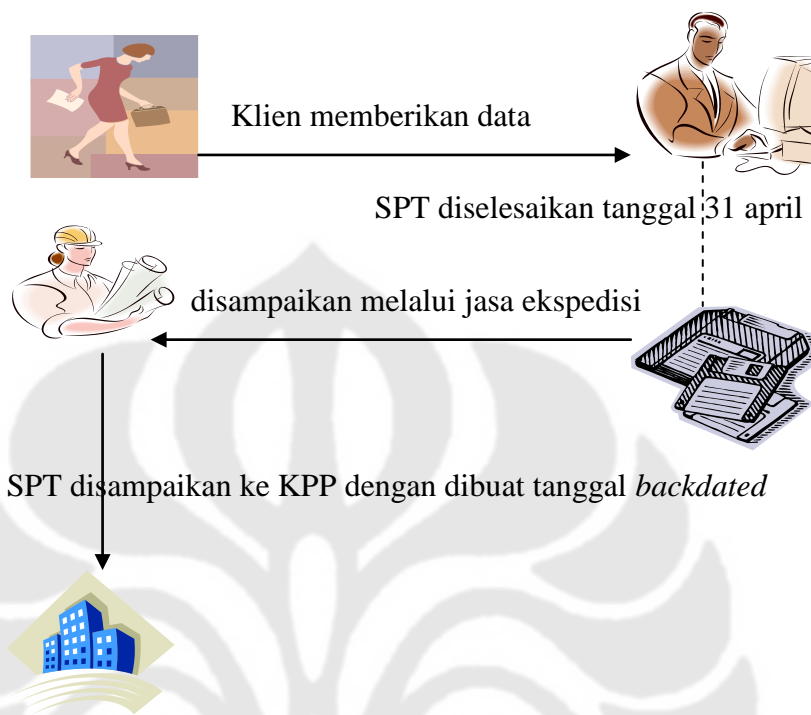 Klien memberikan data
SPT diselesaikan tanggal 31 april
disampaikan melalui jasa ekspedisi
SPT disampaikan ke KPP dengan dibuat tanggal backdated